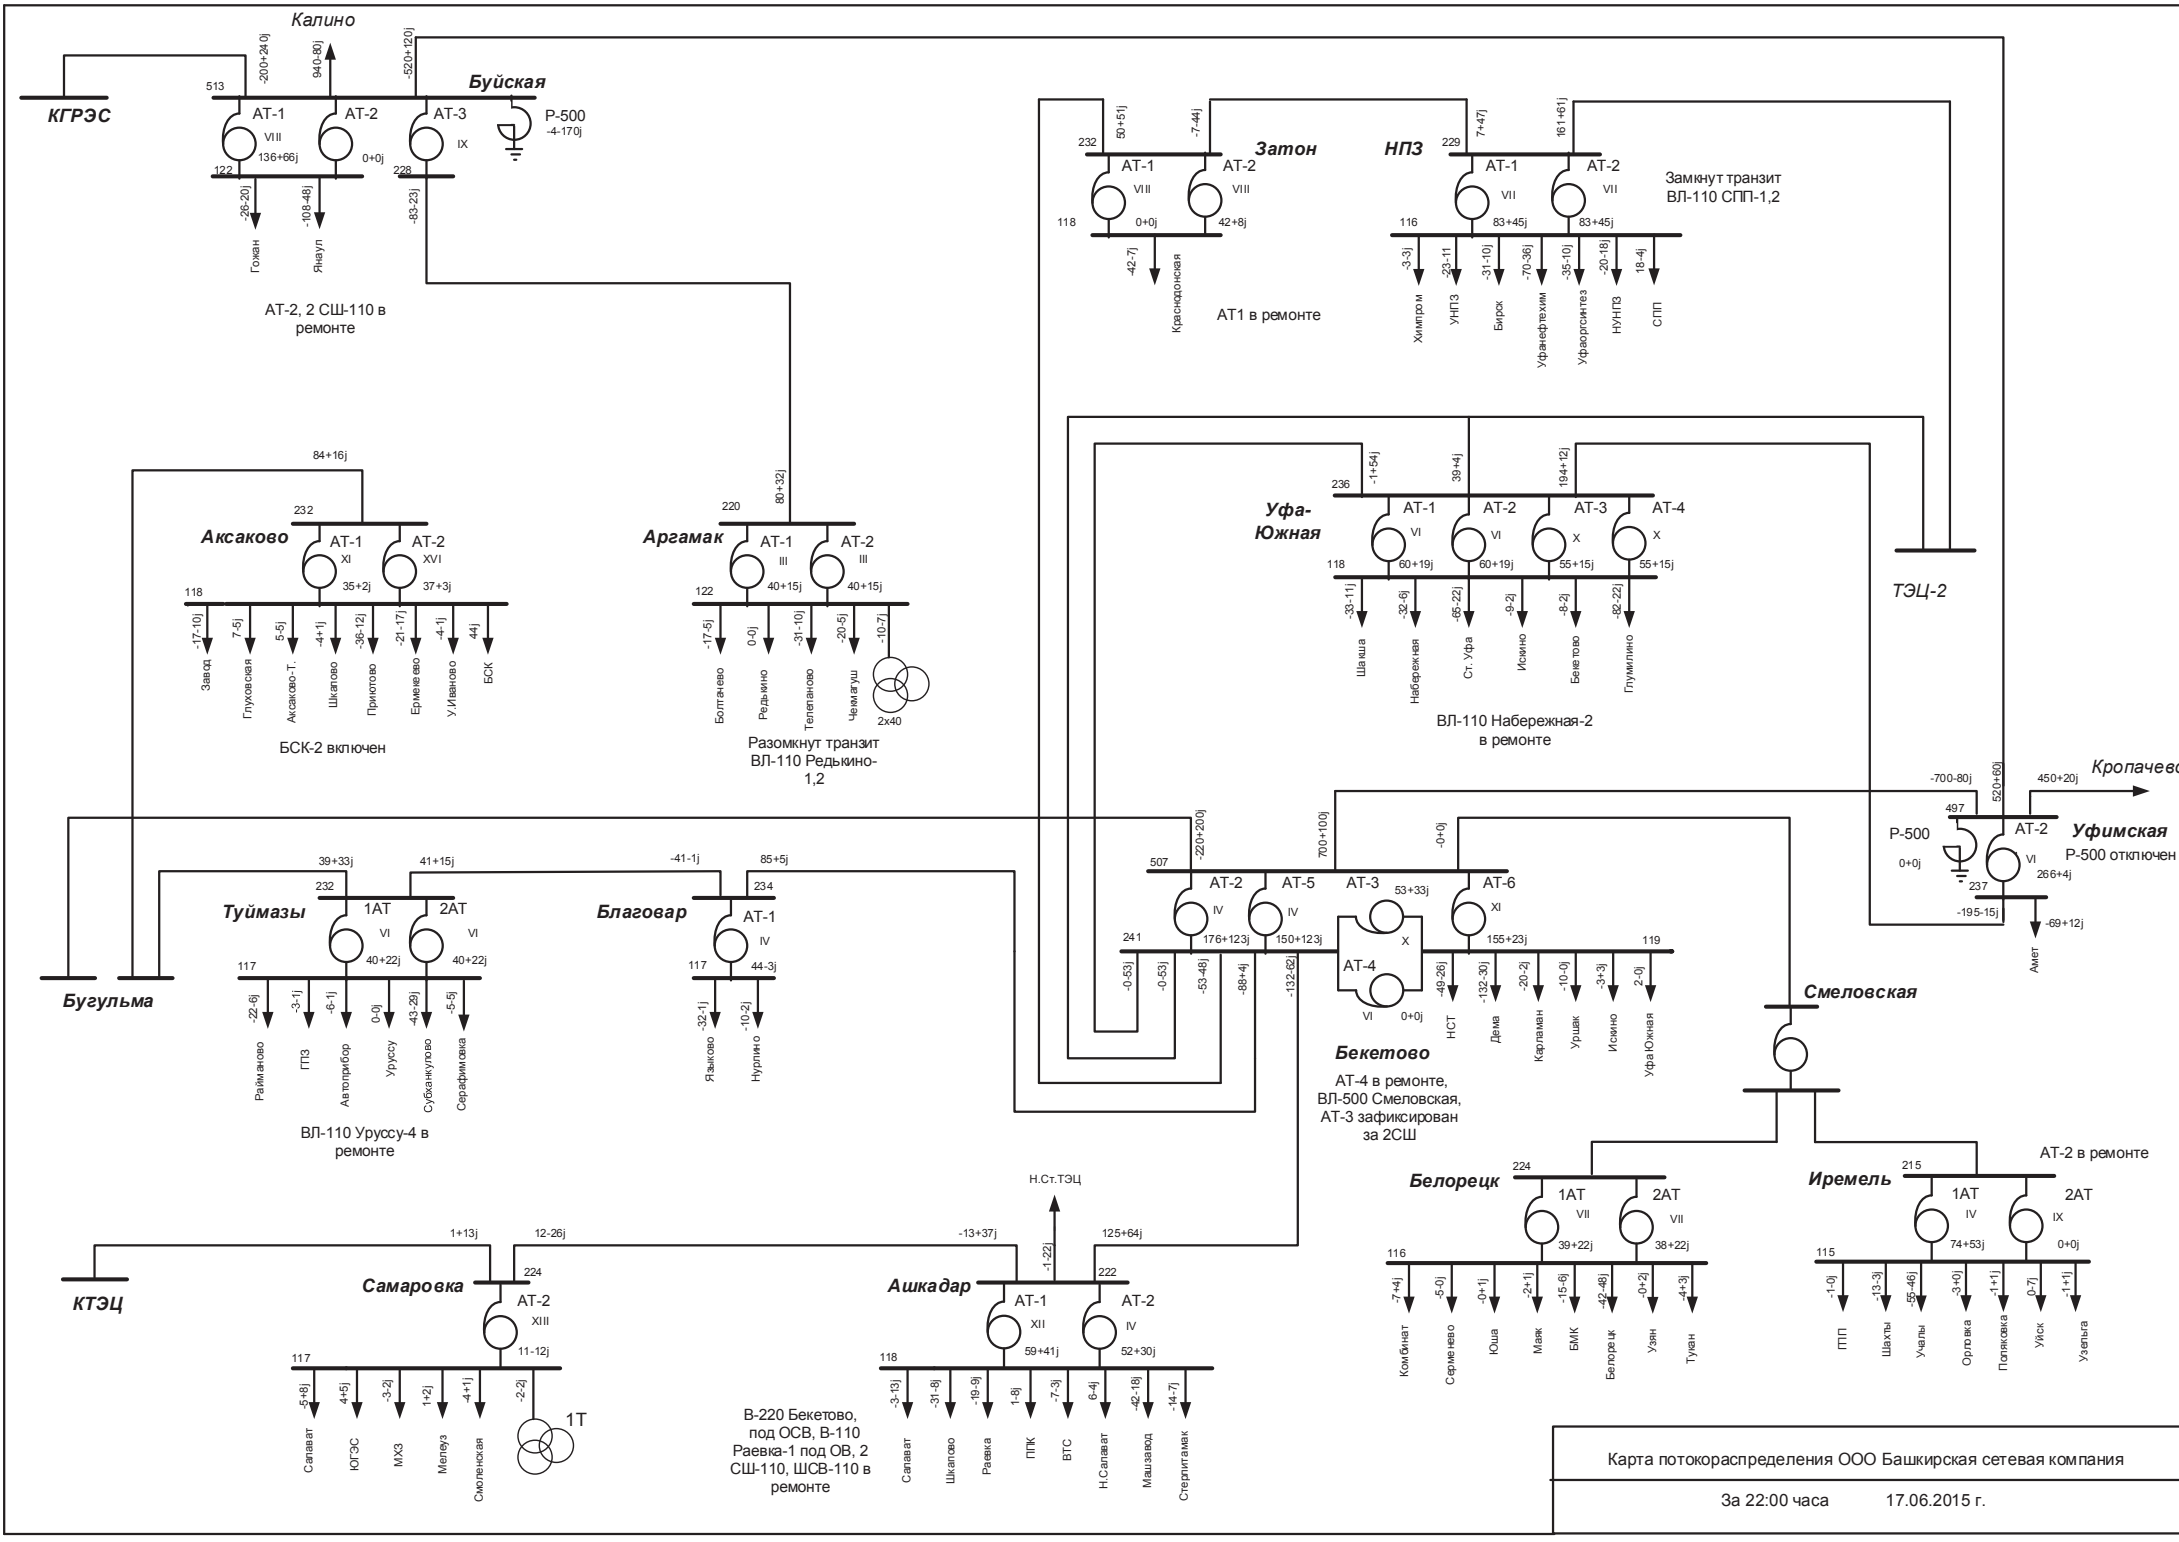 Калино
-200+240j
940-80j
-520+120j
Буйская
513
КГРЭС
АТ-1
АТ-2
АТ-3
P-500
-4-170j
VIII
IX
136+66j
0+0j
122
228
-26-20j
-108-48j
-83-23j
Гожан
Янаул
АТ-2, 2 СШ-110 в
ремонте
50+51j
-7-44j
232
Затон
АТ-1
АТ-2
VIII
VIII
118
0+0j
42+8j
-42-7j
Краснодонская
АТ1 в ремонте
7+47j
161+61j
НПЗ
229
АТ-1
АТ-2
VII
VII
116
83+45j
83+45j
Замкнут транзит
ВЛ-110 СПП-1,2
-3-3j
-23-11
-31-10j
-70-36j
-35-10j
-20-18j
18-4j
Химпром
УНПЗ
Бирск
Уфанефтехим
Уфаоргсинтез
НУНПЗ
СПП
84+16j
232
Аксаково
АТ-1
АТ-2
XI
XVI
35+2j
37+3j
118
-17-10j
7-5j
5-5j
-4+1j
-36-12j
-21-17j
-4-1j
44j
Завод
Глуховская
Аксаково-Т.
Шкапово
Приютово
Ермекеево
У.Иваново
БСК
БСК-2 включен
80+32j
220
Аргамак
АТ-1
АТ-2
III
III
40+15j
40+15j
122
-17-5j
0-0j
-31-10j
-20-5j
-10-7j
Болтачево
Редькино
Телепаново
Чекмагуш
2x40
Разомкнут транзит
ВЛ-110 Редькино-
1,2
-1+54j
39+4j
194+12j
236
Уфа-
Южная
АТ-1
АТ-2
АТ-3
АТ-4
VI
VI
X
X
118
60+19j
60+19j
55+15j
55+15j
-33-11j
-32-6j
-65-22j
-9-2j
-8-2j
-82-22j
Шакша
Набережная
Ст. Уфа
Искино
Бекетово
Глумилино
ВЛ-110 Набережная-2
в ремонте
ТЭЦ-2
-700-80j
520+60j
450+20j
Кропачево
497
P-500
АТ-2
Уфимская
Р-500 отключен
0+0j
VI
266+4j
237
-195-15j
-69+12j
Амет
39+33j
41+15j
232
Туймазы
1АТ
2АТ
VI
VI
40+22j
40+22j
117
-22-6j
-3-1j
-6-1j
0-0j
-43-29j
-5-5j
Райманово
ГПЗ
Автоприбор
Уруссу
Субханкулово
Серафимовка
ВЛ-110 Уруссу-4 в
ремонте
Бугульма
-41-1j
85+5j
234
Благовар
АТ-1
IV
117
44-3j
-32-1j
-10-2j
Языково
Нурлино
-220+200j
700+100j
-0+0j
507
АТ-2
АТ-5
АТ-3
АТ-6
53+33j
IV
IV
X
XI
241
176+123j
150+123j
155+23j
119
-0-53j
-0-53j
-53-48j
-88+4j
-132-62j
АТ-4
VI
0+0j
-49-26j
-132-30j
-20-2j
-10-0j
-3+3j
2-0j
НСТ
Дема
Карламан
Уршак
Искино
Уфа Южная
Бекетово
АТ-4 в ремонте,
ВЛ-500 Смеловская,
АТ-3 зафиксирован
за 2СШ
Смеловская
1+13j
12-26j
224
Самаровка
КТЭЦ
АТ-2
XIII
117
11-12j
-5+8j
4+5j
-3-2j
1+2j
-4+1j
-2-2j
1T
Салават
ЮГЭС
МХЗ
Мелеуз
Смоленская
Н.Ст.ТЭЦ
-13+37j
-1-22j
125+64j
222
Ашкадар
АТ-1
АТ-2
XII
IV
59+41j
52+30j
118
-3-13j
-31-8j
-19-9j
1-8j
-7-3j
6-4j
-42-18j
-14-7j
Салават
Шкапово
Раевка
ППК
ВТС
Н.Салават
Машзавод
Стерлитамак
В-220 Бекетово,
под ОСВ, В-110
Раевка-1 под ОВ, 2
СШ-110, ШСВ-110 в
ремонте
224
Белорецк
1АТ
2АТ
VII
VII
116
39+22j
38+22j
-7+4j
-5-0j
-0+1j
-2+1j
-15-6j
-42-48j
-0+2j
-4+3j
Комбинат
Серменево
Юша
Маяк
БМК
Белорецк
Узян
Тукан
АТ-2 в ремонте
215
Иремель
1АТ
2АТ
IV
IX
115
74+53j
0+0j
-1-0j
-13-3j
-55-46j
-3+0j
-1+1j
0-7j
-1+1j
ГПП
Шахты
Учалы
Орловка
Поляковка
Уйск
Узельга
Карта потокораспределения ООО Башкирская сетевая компания
За 22:00 часа 17.06.2015 г.